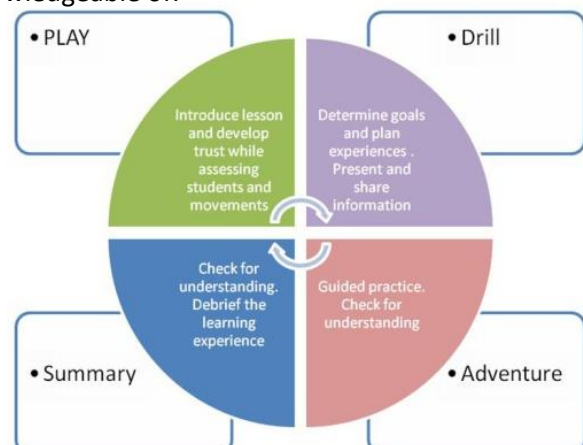 • PLAY
• Drill
Introduce lesson
and develop
trust while
assessing
students and
movements
Determine goals
and plan
experiences .
Present and
share
information
Check for
understanding.
Debrief the
learning
experience
Guided practice.
Check for
understanding
• Summary
• Adventure